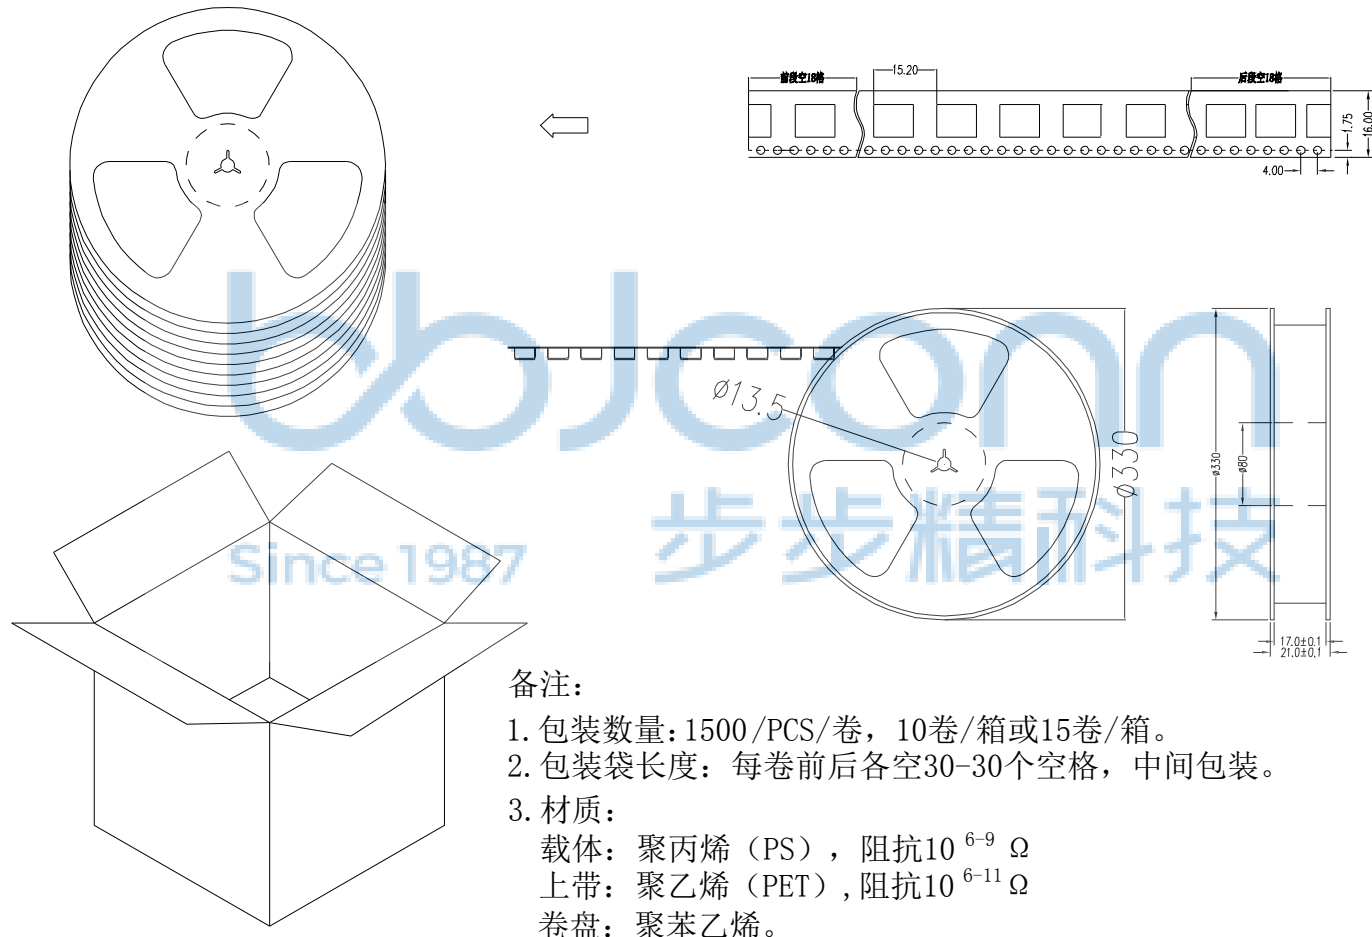 前段空18格
15.20
后段空18格
1.75
16.00
4.00
bbjconn
ø13.5
ø330
ø330
ø80
步步精科技
Since 1987
17.0±0.1
21.0±0.1
备注：
1.包装数量:1500/PCS/卷，10卷/箱或15卷/箱。
2.包装袋长度：每卷前后各空30-30个空格，中间包装。
3.材质：
载体：聚丙烯（PS），阻抗10 6-9 Ω
上带：聚乙烯（PET）,阻抗10 6-11 Ω
卷盘：聚苯乙烯。